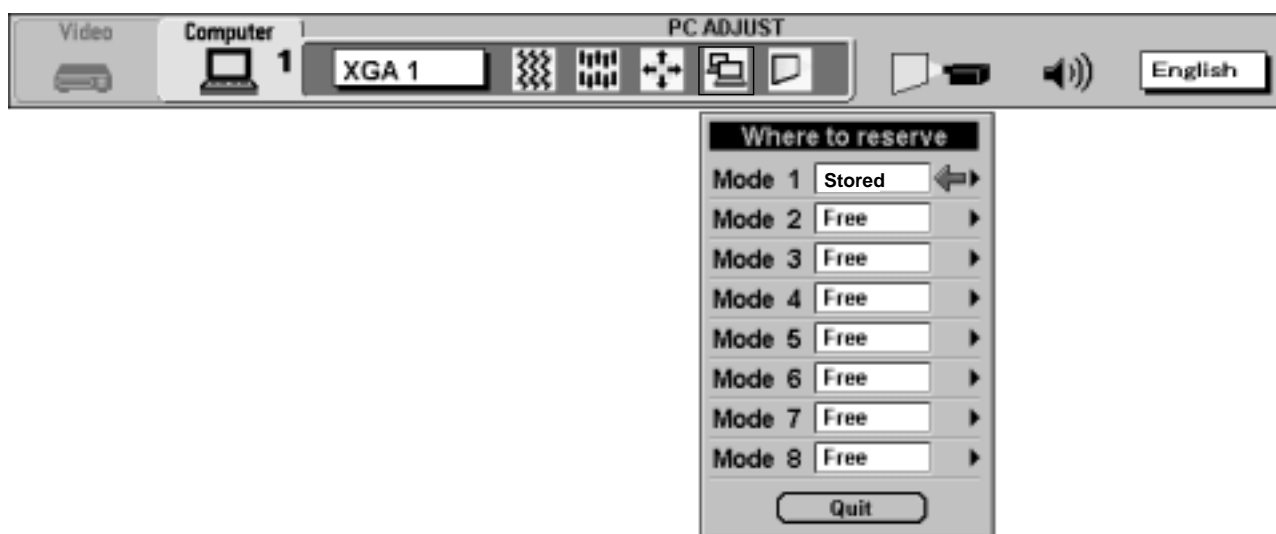 Video
Computer
1
PC ADJUST
XGA 1
English
Where to reserve
Mode 1 Stored
Mode 2 Free
Mode 3 Free
Mode 4 Free
Mode 5 Free
Mode 6 Free
Mode 7 Free
Mode 8 Free
Quit